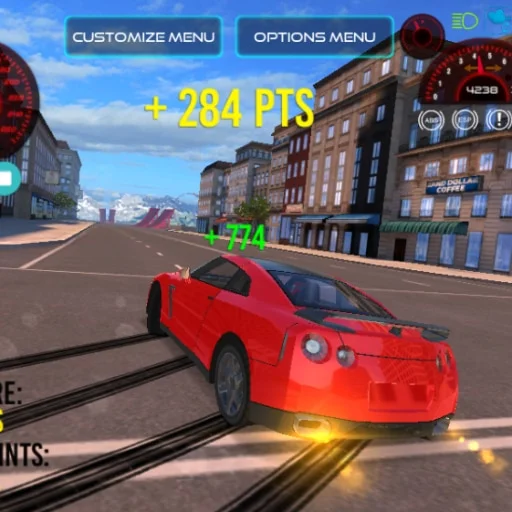 CUSTOMIZE MENU
OPTIONS MENU
+ 284 PTS
4238
ABS
ESP
COFFEE
+ 774
RE:
S
INTS: